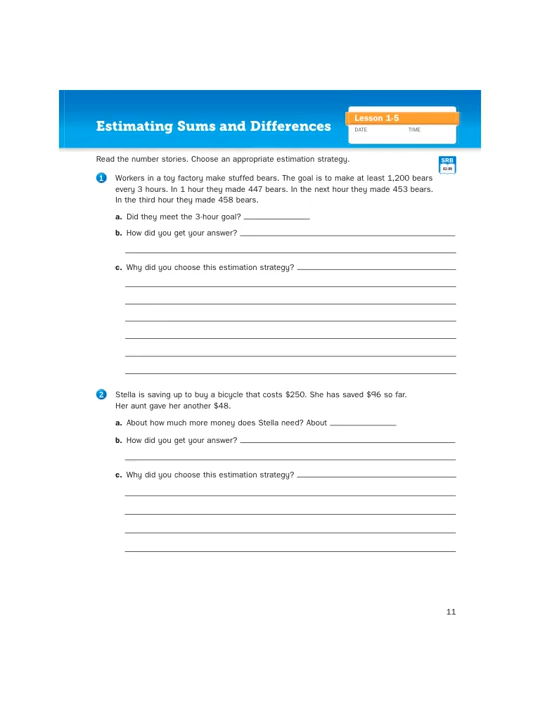 Estimating Sums and Differences
Lesson 1-5
DATE TIME
Read the number stories. Choose an appropriate estimation strategy.
SRB
1 Workers in a toy factory make stuffed bears. The goal is to make at least 1,200 bears
every 3 hours. In 1 hour they made 447 bears. In the next hour they made 453 bears.
In the third hour they made 458 bears.
a. Did they meet the 3-hour goal?
b. How did you get your answer?
c. Why did you choose this estimation strategy?
2 Stella is saving up to buy a bicycle that costs $250. She has saved $96 so far.
Her aunt gave her another $48.
a. About how much more money does Stella need? About
b. How did you get your answer?
c. Why did you choose this estimation strategy?
11